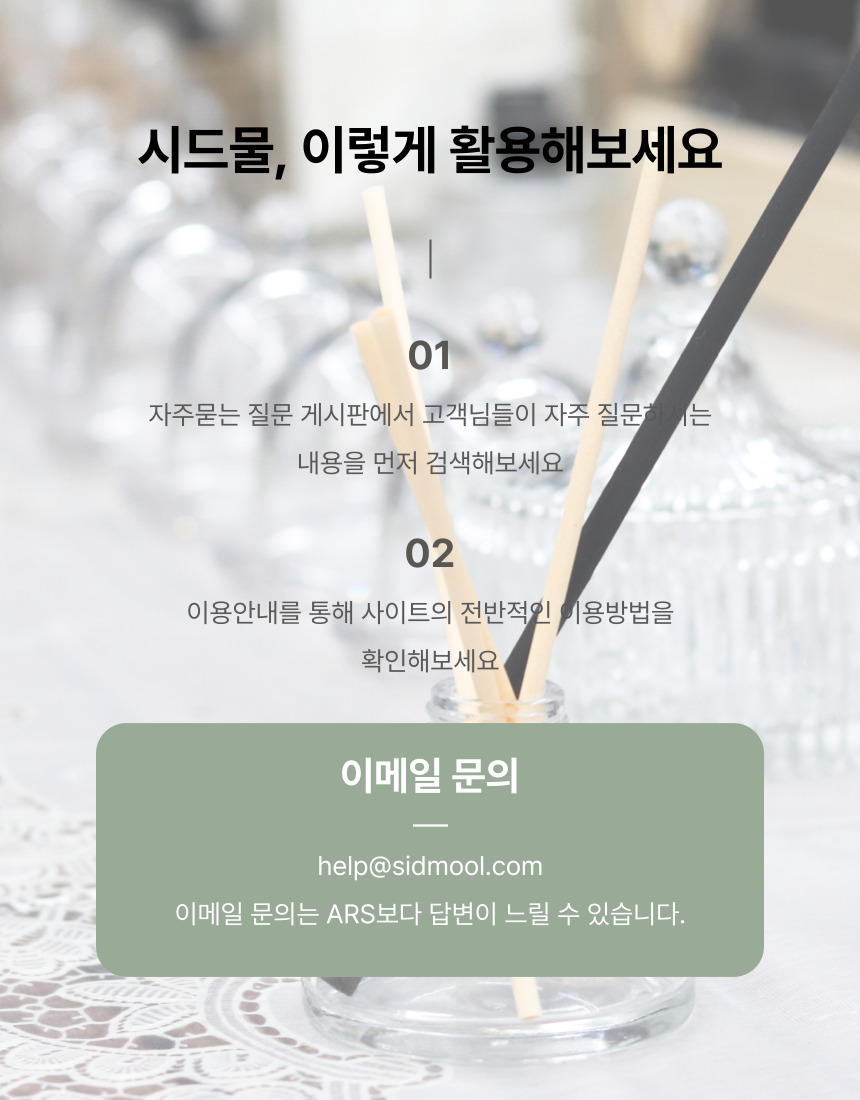 시드물, 이렇게 활용해보세요
01
자주묻는 질문 게시판에서 고객님들이 자주 질문하시는
내용을 먼저 검색해보세요
02
이용안내를 통해 사이트의 전반적인 이용방법을
확인해보세요
이메일 문의
help@sidmool.com
이메일 문의는 ARS보다 답변이 느릴 수 있습니다.